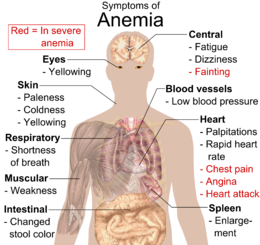 Symptoms of
Anemia
Red = In severe
anemia
Central
- Fatigue
- Dizziness
- Fainting
Eyes
- Yellowing
Skin
- Paleness
- Coldness
- Yellowing
Blood vessels
- Low blood pressure
Heart
- Palpitations
- Rapid heart
rate
- Chest pain
- Angina
- Heart attack
Respiratory
- Shortness
of breath
Muscular
- Weakness
Intestinal
- Changed
stool color
Spleen
- Enlarge-
ment